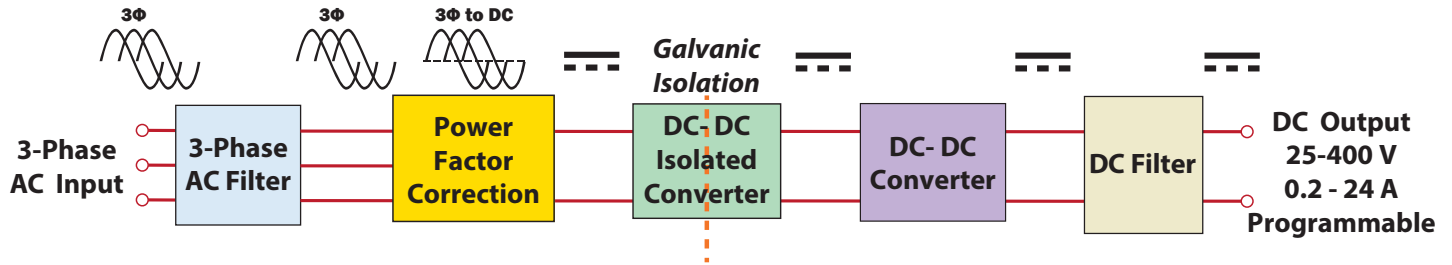 3Φ
3Φ
3Φ to DC
Galvanic
Isolation
3-Phase
AC Input
3-Phase
AC Filter
Power
Factor
Correction
DC- DC
Isolated
Converter
DC- DC
Converter
DC Filter
DC Output
25-400 V
0.2 - 24 A
Programmable